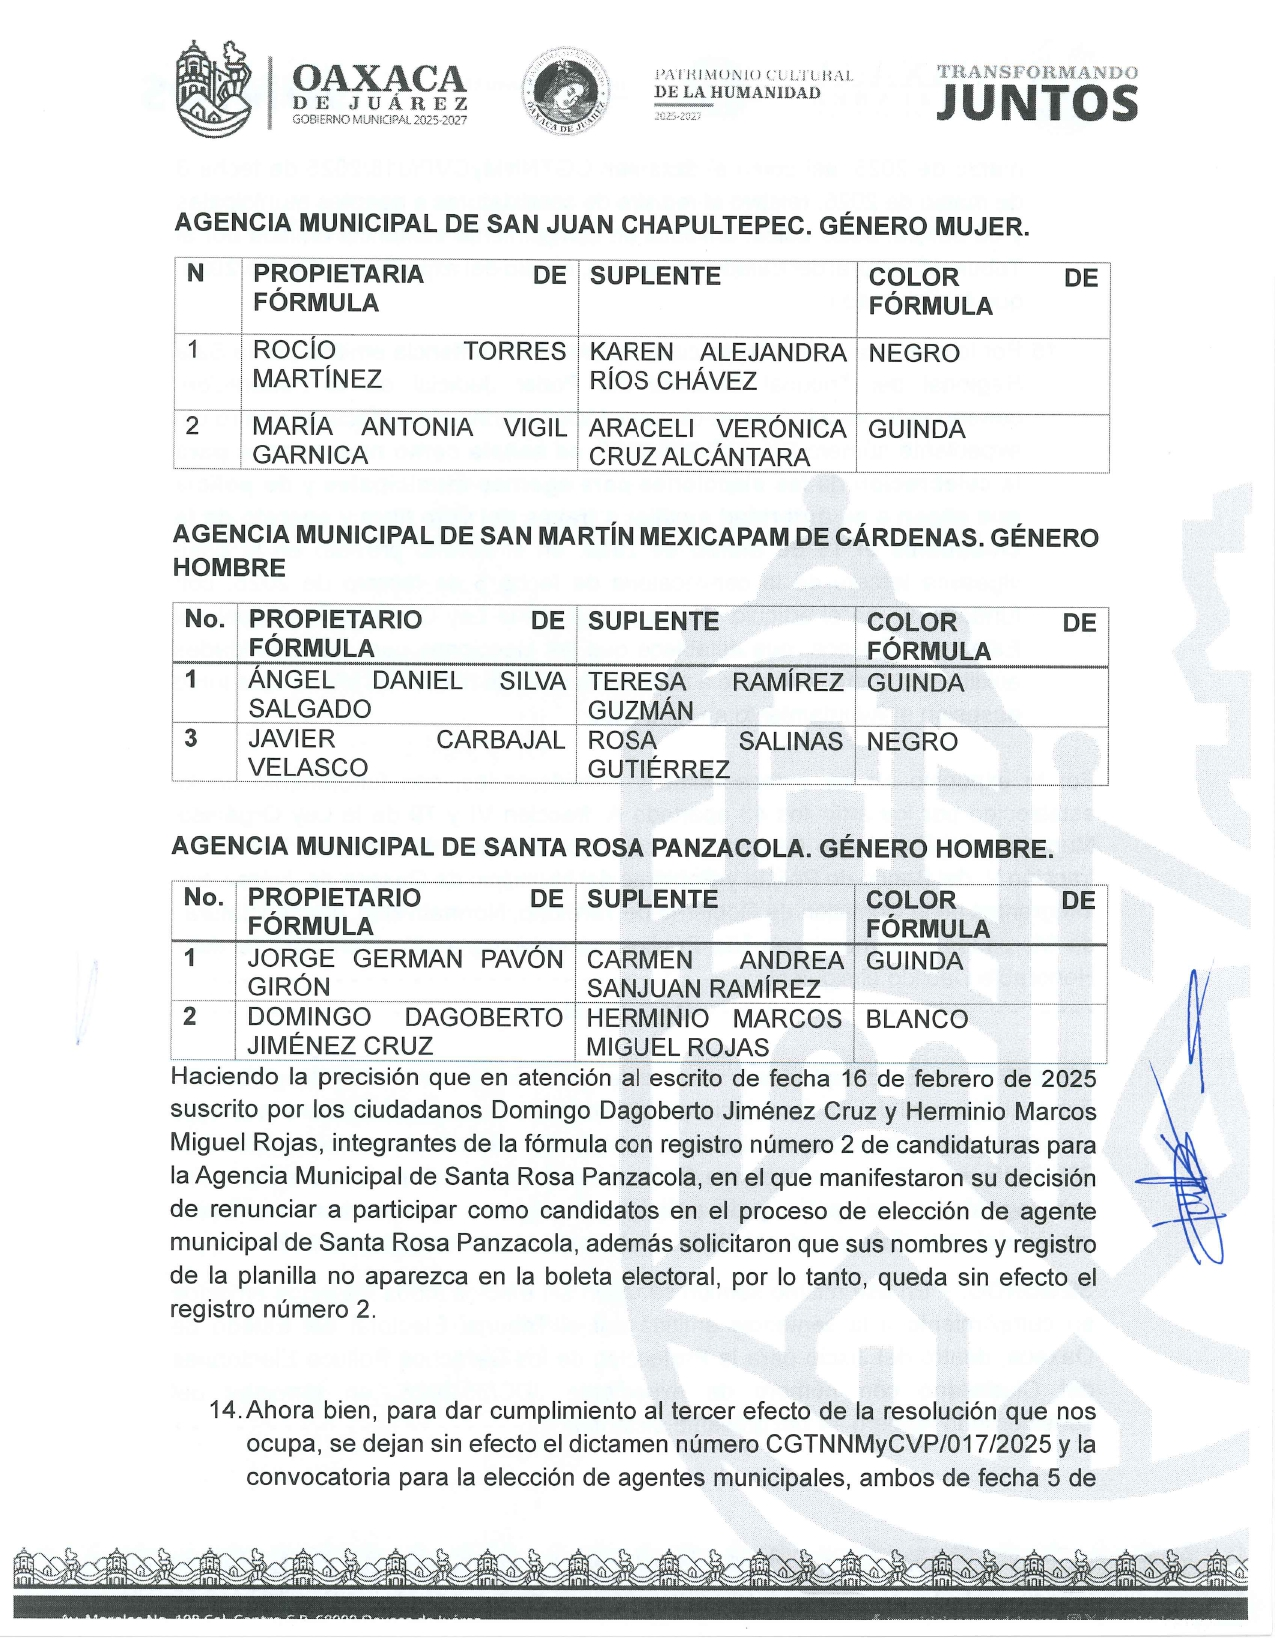 OAXACA
DE JUÁREZ
GOBIERNO MUNICIPAL 2025-2027
OAXACA DE JUÁREZ
PATRIMONIO CULTURAL
DE LA HUMANIDAD
2025-2027
TRANSFORMANDO
JUNTOS
AGENCIA MUNICIPAL DE SAN JUAN CHAPULTEPEC. GÉNERO MUJER.
N PROPIETARIA DE SUPLENTE COLOR DE
FÓRMULA FÓRMULA
1 ROCÍO TORRES KAREN ALEJANDRA NEGRO
MARTÍNEZ RÍOS CHÁVEZ
2 MARÍA ANTONIA VIGIL ARACELI VERÓNICA GUINDA
GARNICA CRUZ ALCÁNTARA
AGENCIA MUNICIPAL DE SAN MARTÍN MEXICAPAM DE CÁRDENAS. GÉNERO
HOMBRE
No. PROPIETARIO DE SUPLENTE COLOR DE
FÓRMULA FÓRMULA
1 ÁNGEL DANIEL SILVA TERESA RAMÍREZ GUINDA
SALGADO GUZMÁN
3 JAVIER CARBAJAL ROSA SALINAS NEGRO
VELASCO GUTIÉRREZ
AGENCIA MUNICIPAL DE SANTA ROSA PANZACOLA. GÉNERO HOMBRE.
No. PROPIETARIO DE SUPLENTE COLOR DE
FÓRMULA FÓRMULA
1 JORGE GERMAN PAVÓN CARMEN ANDREA GUINDA
GIRÓN SANJUAN RAMÍREZ
2 DOMINGO DAGOBERTO HERMINIO MARCOS BLANCO
JIMÉNEZ CRUZ MIGUEL ROJAS
Haciendo la precisión que en atención al escrito de fecha 16 de febrero de 2025
suscrito por los ciudadanos Domingo Dagoberto Jiménez Cruz y Herminio Marcos
Miguel Rojas, integrantes de la fórmula con registro número 2 de candidaturas para
la Agencia Municipal de Santa Rosa Panzacola, en el que manifestaron su decisión
de renunciar a participar como candidatos en el proceso de elección de agente
municipal de Santa Rosa Panzacola, además solicitaron que sus nombres y registro
de la planilla no aparezca en la boleta electoral, por lo tanto, queda sin efecto el
registro número 2.
14. Ahora bien, para dar cumplimiento al tercer efecto de la resolución que nos
ocupa, se dejan sin efecto el dictamen número CGTNNMyCVP/017/2025 y la
convocatoria para la elección de agentes municipales, ambos de fecha 5 de